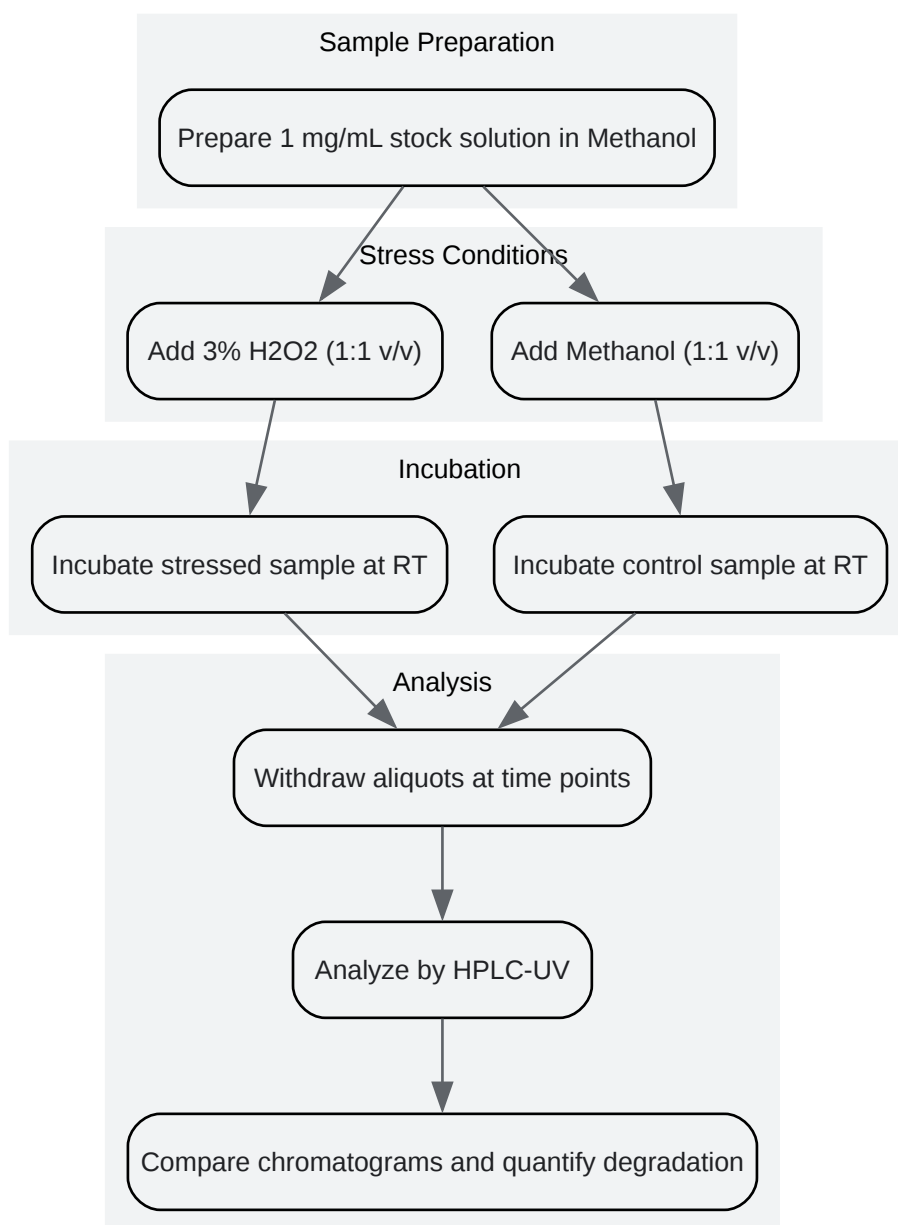 Sample Preparation
Prepare 1 mg/mL stock solution in Methanol
Stress Conditions
Add 3% H2O2 (1:1 v/v)
Add Methanol (1:1 v/v)
Incubation
Incubate stressed sample at RT
Incubate control sample at RT
Analysis
Withdraw aliquots at time points
Analyze by HPLC-UV
Compare chromatograms and quantify degradation